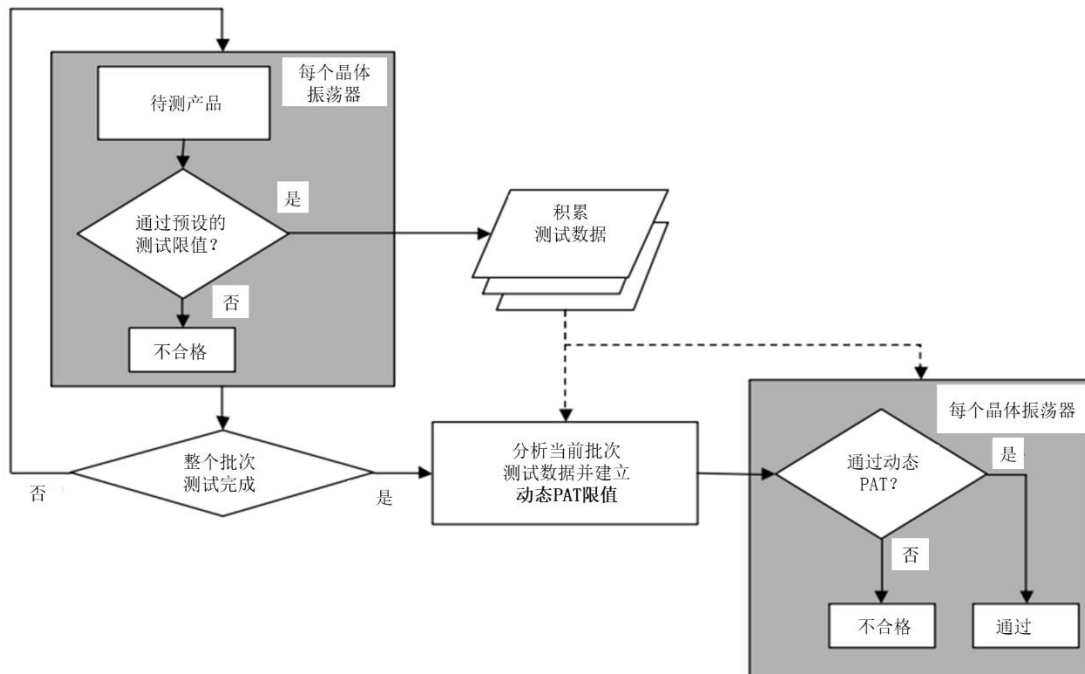 每个晶体
振荡器
待测产品
通过预设的
测试限值？
是
否
不合格
积累
测试数据
整个批次
测试完成
否
是
分析当前批次
测试数据并建立
动态PAT限值
每个晶体振荡器
通过动态
PAT？
是
否
不合格
通过